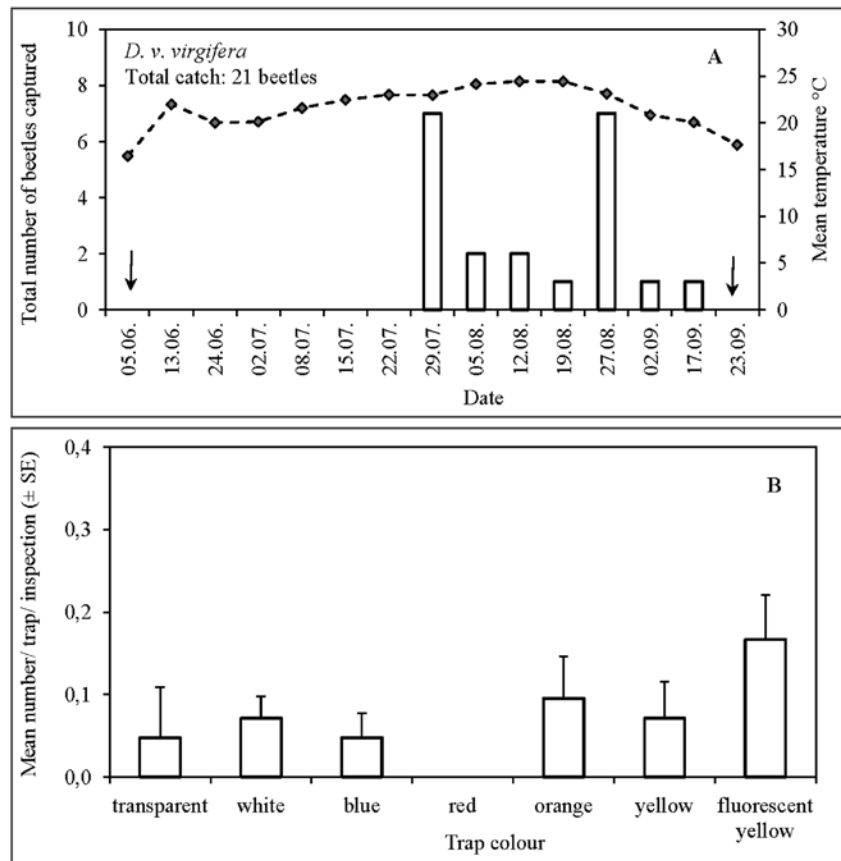 D. v. virgifera
Total catch: 21 beetles
A
Total number of beetles captured
10
8
6
4
2
0
30
25
20
15
10
5
0
Mean temperature °C
05.06.
13.06.
24.06.
02.07.
08.07.
15.07.
22.07.
29.07.
05.08.
12.08.
19.08.
27.08.
02.09.
17.09.
23.09.
Date
B
Mean number/ trap/ inspection (± SE)
0,4
0,3
0,2
0,1
0,0
transparent
white
blue
red
orange
yellow
fluorescent
yellow
Trap colour